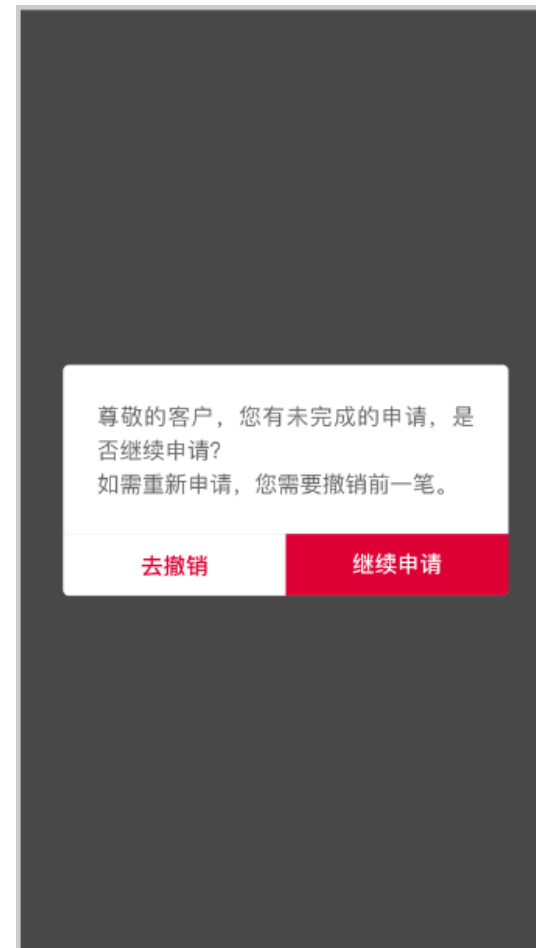 尊敬的客户，您有未完成的申请，是
否继续申请？
如需重新申请，您需要撤销前一笔。
去撤销
继续申请